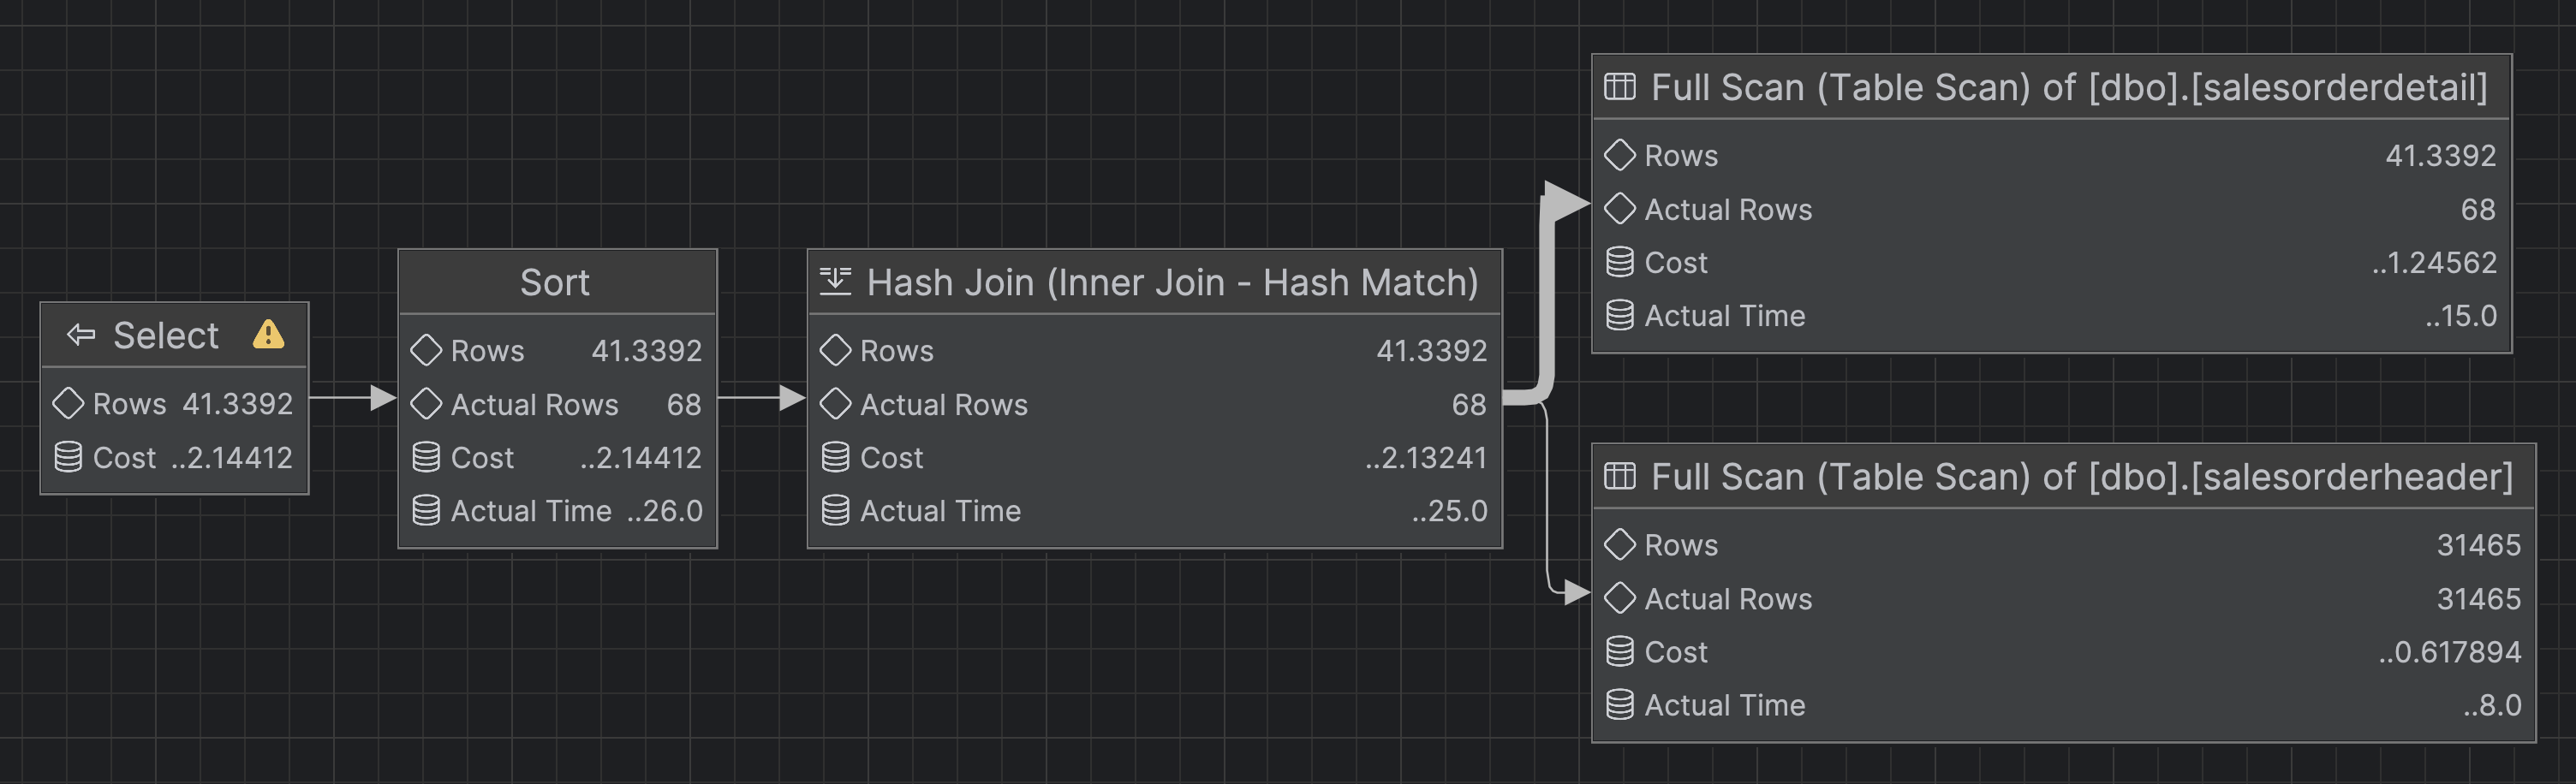 Select
Rows 41.3392
Cost ..2.14412
Sort
Rows 41.3392
Actual Rows 68
Cost ..2.14412
Actual Time ..26.0
Hash Join (Inner Join - Hash Match)
Rows 41.3392
Actual Rows 68
Cost ..2.13241
Actual Time ..25.0
Full Scan (Table Scan) of [dbo].[salesorderdetail]
Rows 41.3392
Actual Rows 68
Cost ..1.24562
Actual Time ..15.0
Full Scan (Table Scan) of [dbo].[salesorderheader]
Rows 31465
Actual Rows 31465
Cost ..0.617894
Actual Time ..8.0